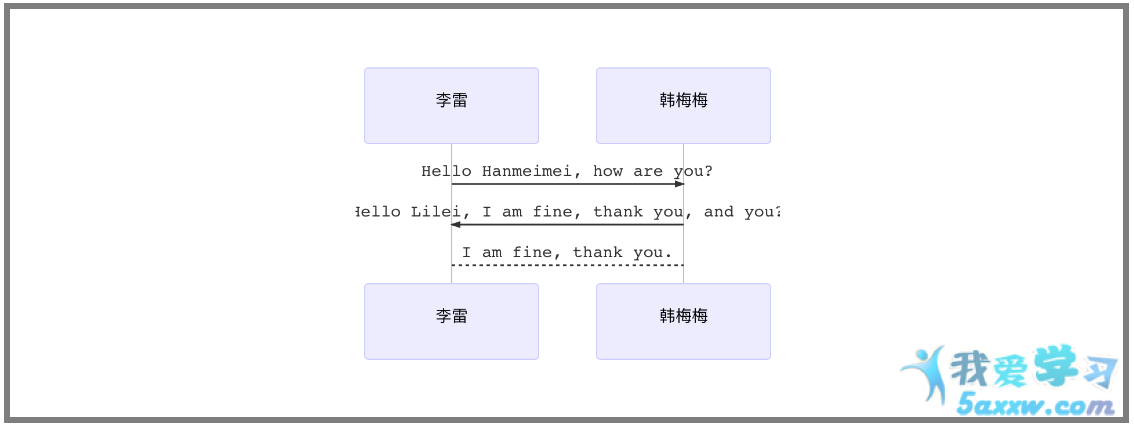 李雷 韩梅梅
Hello Hanmeimei, how are you?
Hello Lilei, I am fine, thank you, and you?
I am fine, thank you.
李雷 韩梅梅
我爱学习
5axxw.com